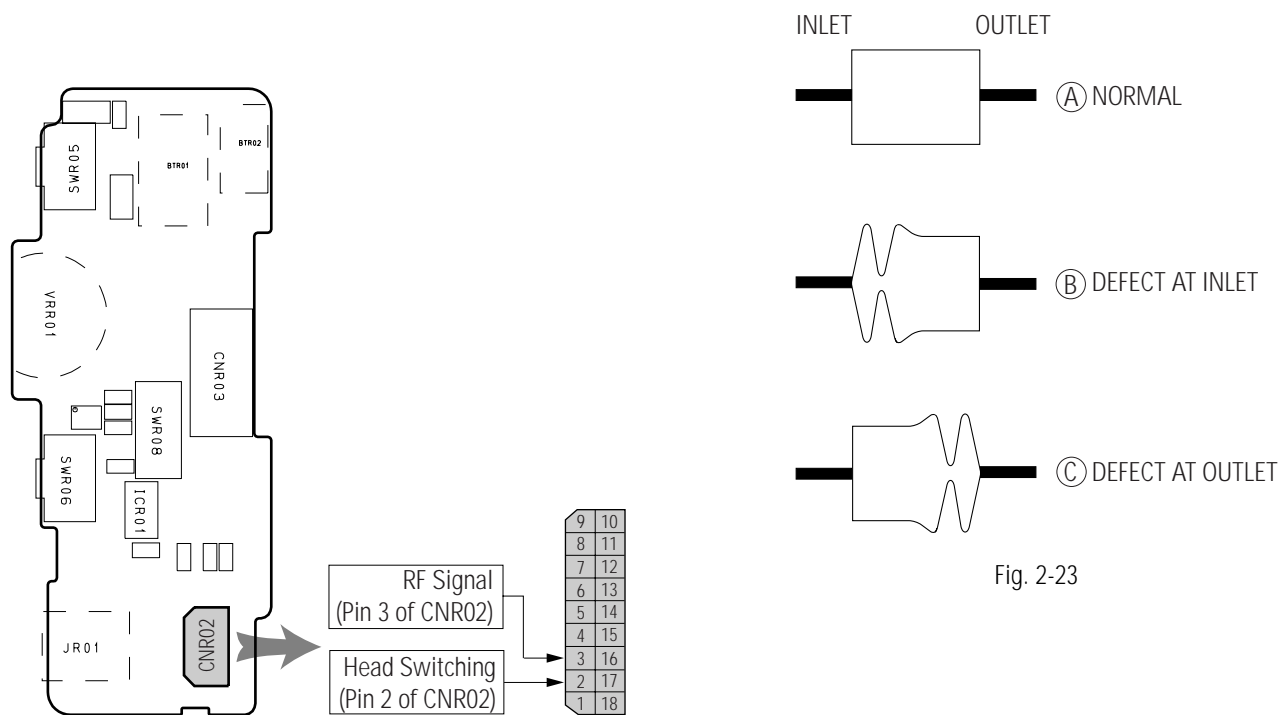 SWR05
BTR01
BTR02
VRR01
CNR03
SWR08
SWR06
ICR01
JR01
CNR02
RF Signal
(Pin 3 of CNR02)
Head Switching
(Pin 2 of CNR02)
9 10
8 11
7 12
6 13
5 14
4 15
3 16
2 17
1 18
INLET OUTLET
A NORMAL
B DEFECT AT INLET
C DEFECT AT OUTLET
Fig. 2-23